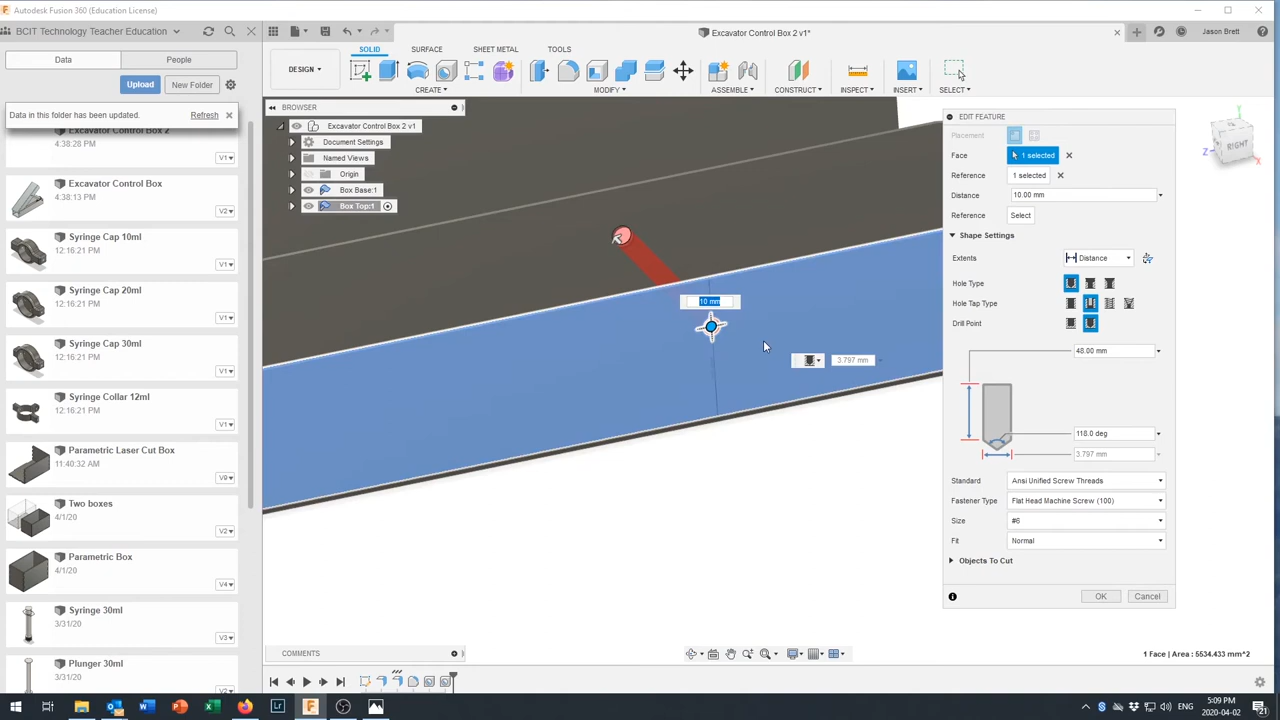 Autodesk Fusion 360 (Education License)
BCIT Technology Teacher Education
Excavator Control Box 2 v1*
Jason Brett
Data
People
Upload
New Folder
Data in this folder has been updated.
Refresh
Excavator Control Box 2
4:38:28 PM
V1▾
Excavator Control Box
4:38:13 PM
V2▾
Syringe Cap 10ml
12:16:21 PM
V1▾
Syringe Cap 20ml
12:16:21 PM
V1▾
Syringe Cap 30ml
12:16:21 PM
V1▾
Syringe Collar 12ml
12:16:21 PM
V1▾
Parametric Laser Cut Box
11:40:32 AM
V9▾
Two boxes
4/1/20
V2▾
Parametric Box
4/1/20
V4▾
Syringe 30ml
3/31/20
V3▾
Plunger 30ml
3/31/20
SOLID
SURFACE
SHEET METAL
TOOLS
DESIGN ▾
CREATE ▾
MODIFY ▾
ASSEMBLE ▾
CONSTRUCT ▾
INSPECT ▾
INSERT ▾
SELECT ▾
BROWSER
Excavator Control Box 2 v1
Document Settings
Named Views
Origin
Box Base:1
Box Top:1
10 mm
3.797 mm
RIGHT
Z
Y
X
EDIT FEATURE
Placement
Face
1 selected
Reference
1 selected
Distance
10.00 mm
Reference
Select
Shape Settings
Extents
Distance
Hole Type
Hole Tap Type
Drill Point
48.00 mm
118.0 deg
3.797 mm
Standard
Ansi Unified Screw Threads
Fastener Type
Flat Head Machine Screw (100)
Size
#6
Fit
Normal
Objects To Cut
OK
Cancel
COMMENTS
1 Face | Area : 5534.433 mm^2
ENG
5:09 PM
2020-04-02